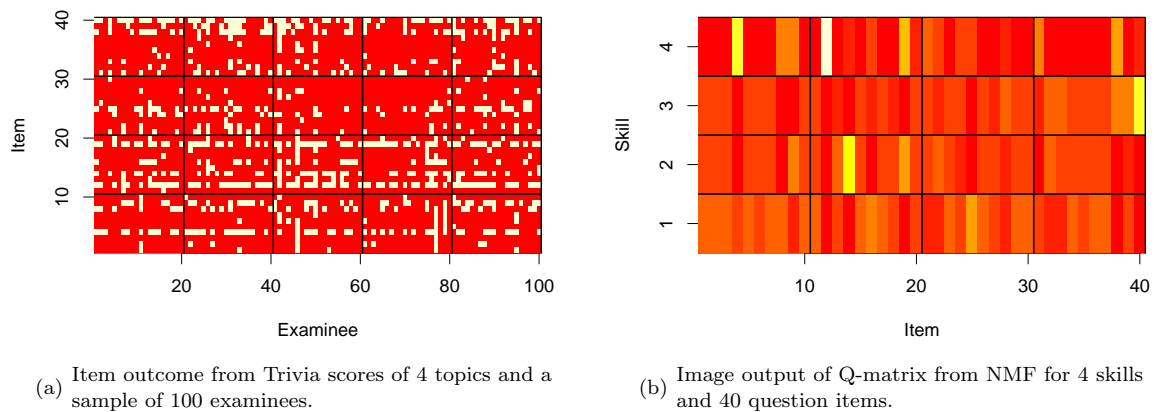 40
30
20
10
Item
20
40
60
80
100
Examinee
4
3
2
1
Skill
10
20
30
40
Item
(a) Item outcome from Trivia scores of 4 topics and a
sample of 100 examinees.
(b) Image output of Q-matrix from NMF for 4 skills
and 40 question items.